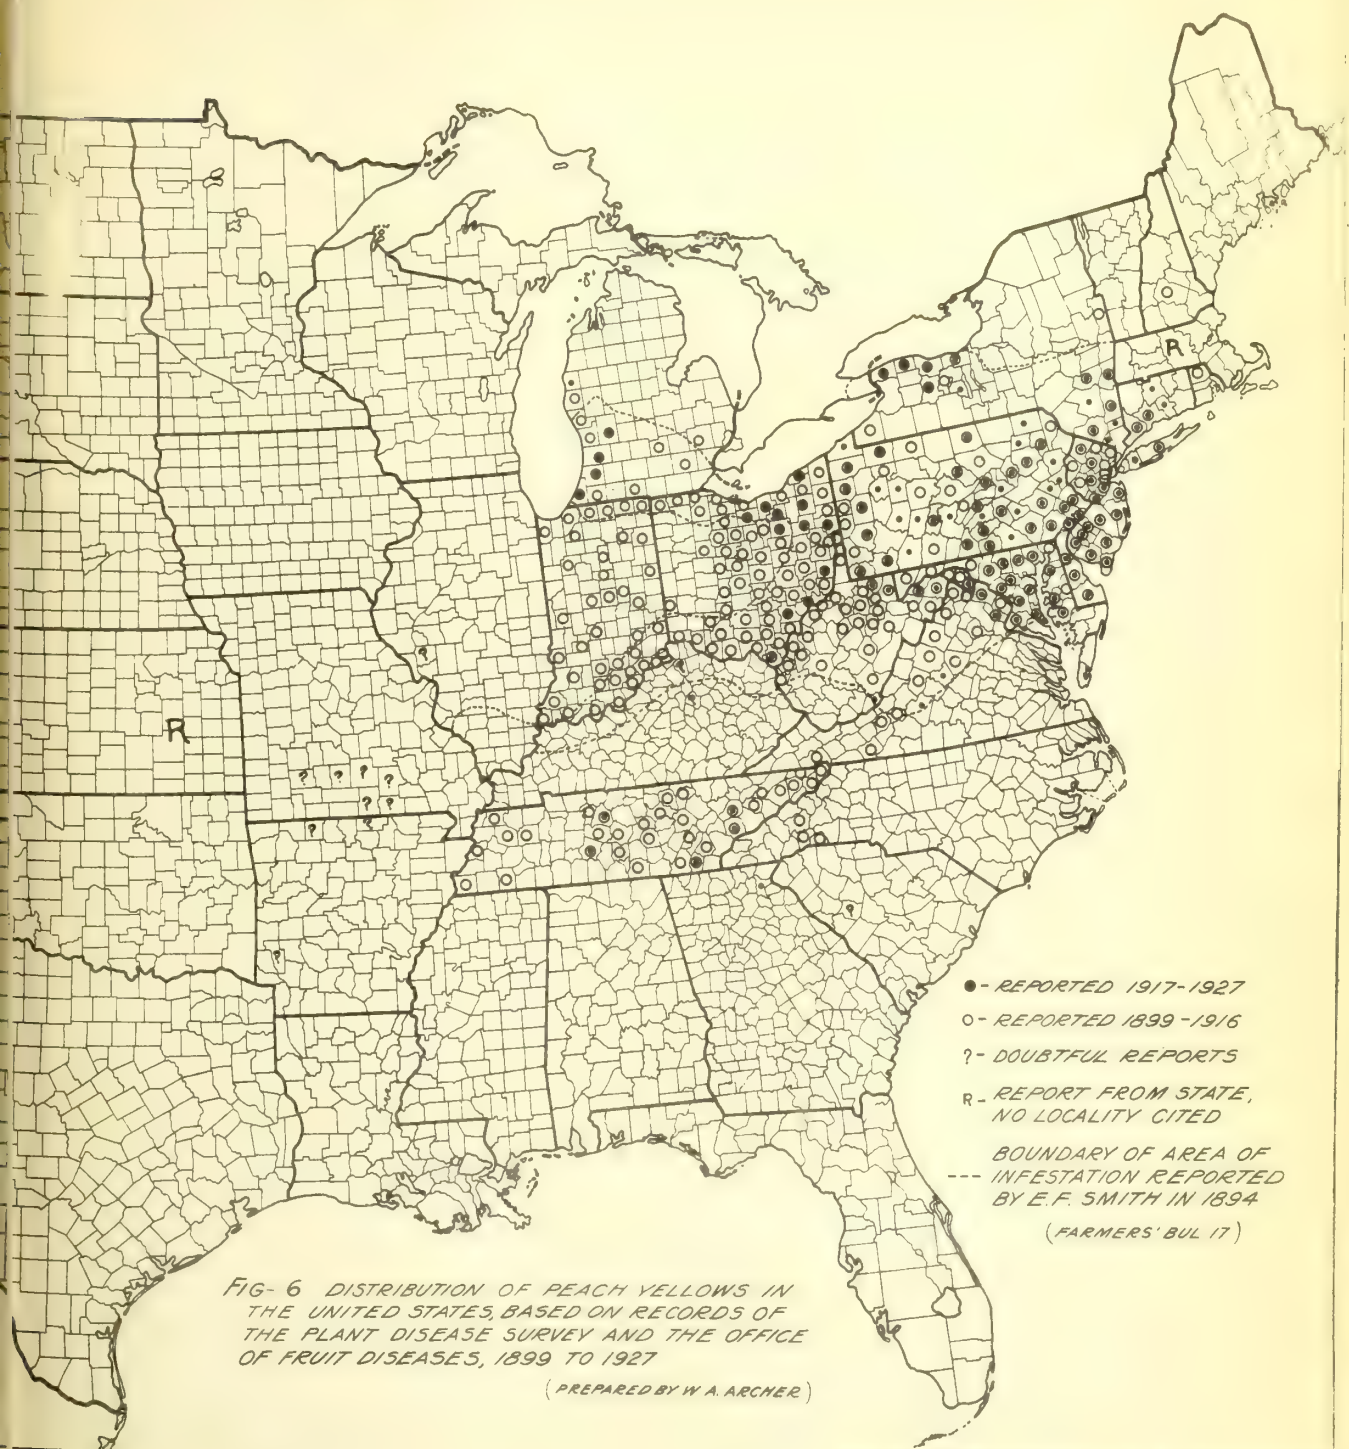 R
R
● - REPORTED 1917-1927
○ - REPORTED 1899-1916
? - DOUBTFUL REPORTS
R - REPORT FROM STATE,
NO LOCALITY CITED
BOUNDARY OF AREA OF
--- INFESTATION REPORTED
BY E.F. SMITH IN 1894
(FARMERS' BUL 17)
FIG- 6 DISTRIBUTION OF PEACH YELLOWS IN
THE UNITED STATES, BASED ON RECORDS OF
THE PLANT DISEASE SURVEY AND THE OFFICE
OF FRUIT DISEASES, 1899 TO 1927
(PREPARED BY W A. ARCHER)